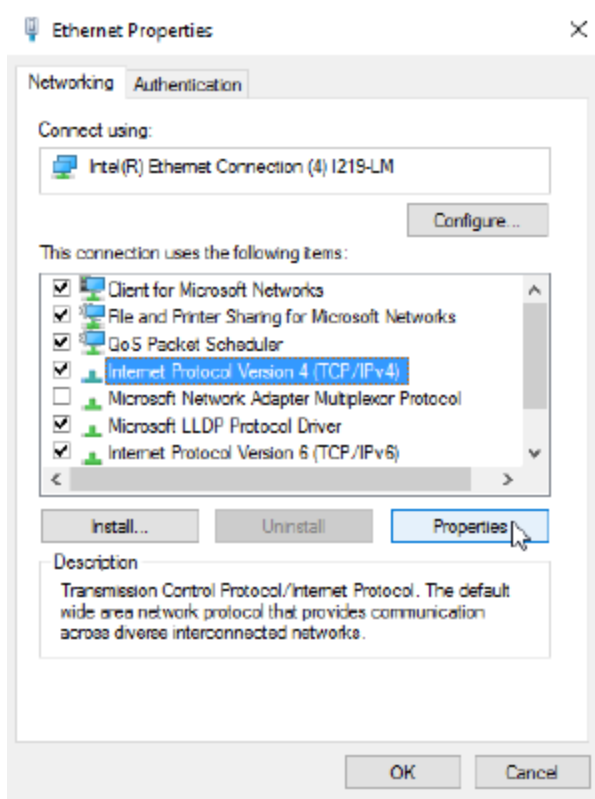 Ethernet Properties
Networking
Authentication
Connect using:
Intel(R) Ethernet Connection (4) I219-LM
Configure...
This connection uses the following items:
Client for Microsoft Networks
File and Printer Sharing for Microsoft Networks
QoS Packet Scheduler
Internet Protocol Version 4 (TCP/IPv4)
Microsoft Network Adapter Multiplexor Protocol
Microsoft LLDP Protocol Driver
Internet Protocol Version 6 (TCP/IPv6)
Install...
Uninstall
Properties
Description
Transmission Control Protocol/Internet Protocol. The default
wide area network protocol that provides communication
across diverse interconnected networks.
OK
Cancel